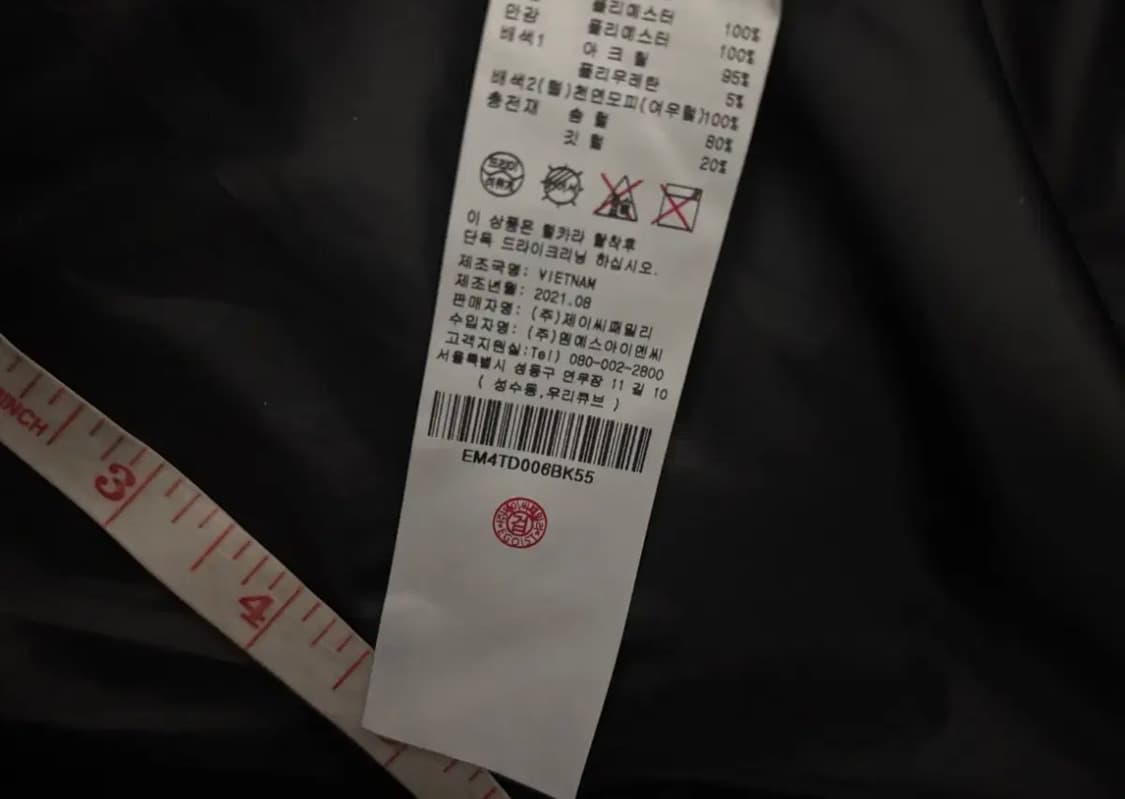 폴리에스터 100%
안감 폴리에스터 100%
배색1 아 크 릴 95%
폴리우레탄 5%
배색2(털)천연모피(여우털)100%
충전재 솜 털 80%
깃 털 20%
드라이
이 상품은 털카라 탈착후
단독 드라이크리닝 하십시오.
제조국명: VIETNAM
제조년월: 2021.08
판매자명: (주)제이씨패밀리
수입자명: (주)엠에스아이엔씨
고객지원실:Tel) 080-002-2800
서울특별시 성동구 연무장 11 길 10
( 성수동,우리큐브 )
EM4TD006BK55
검
EGOIST
INCH
3
4